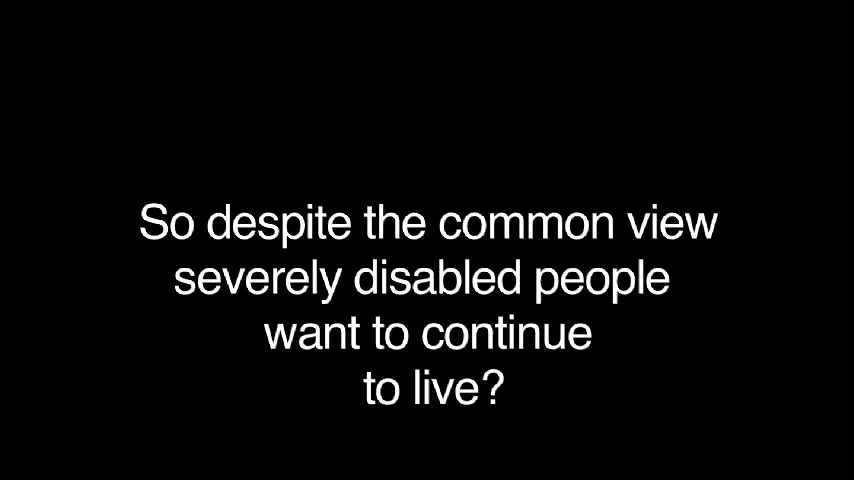 So despite the common view
severely disabled people
want to continue
to live?